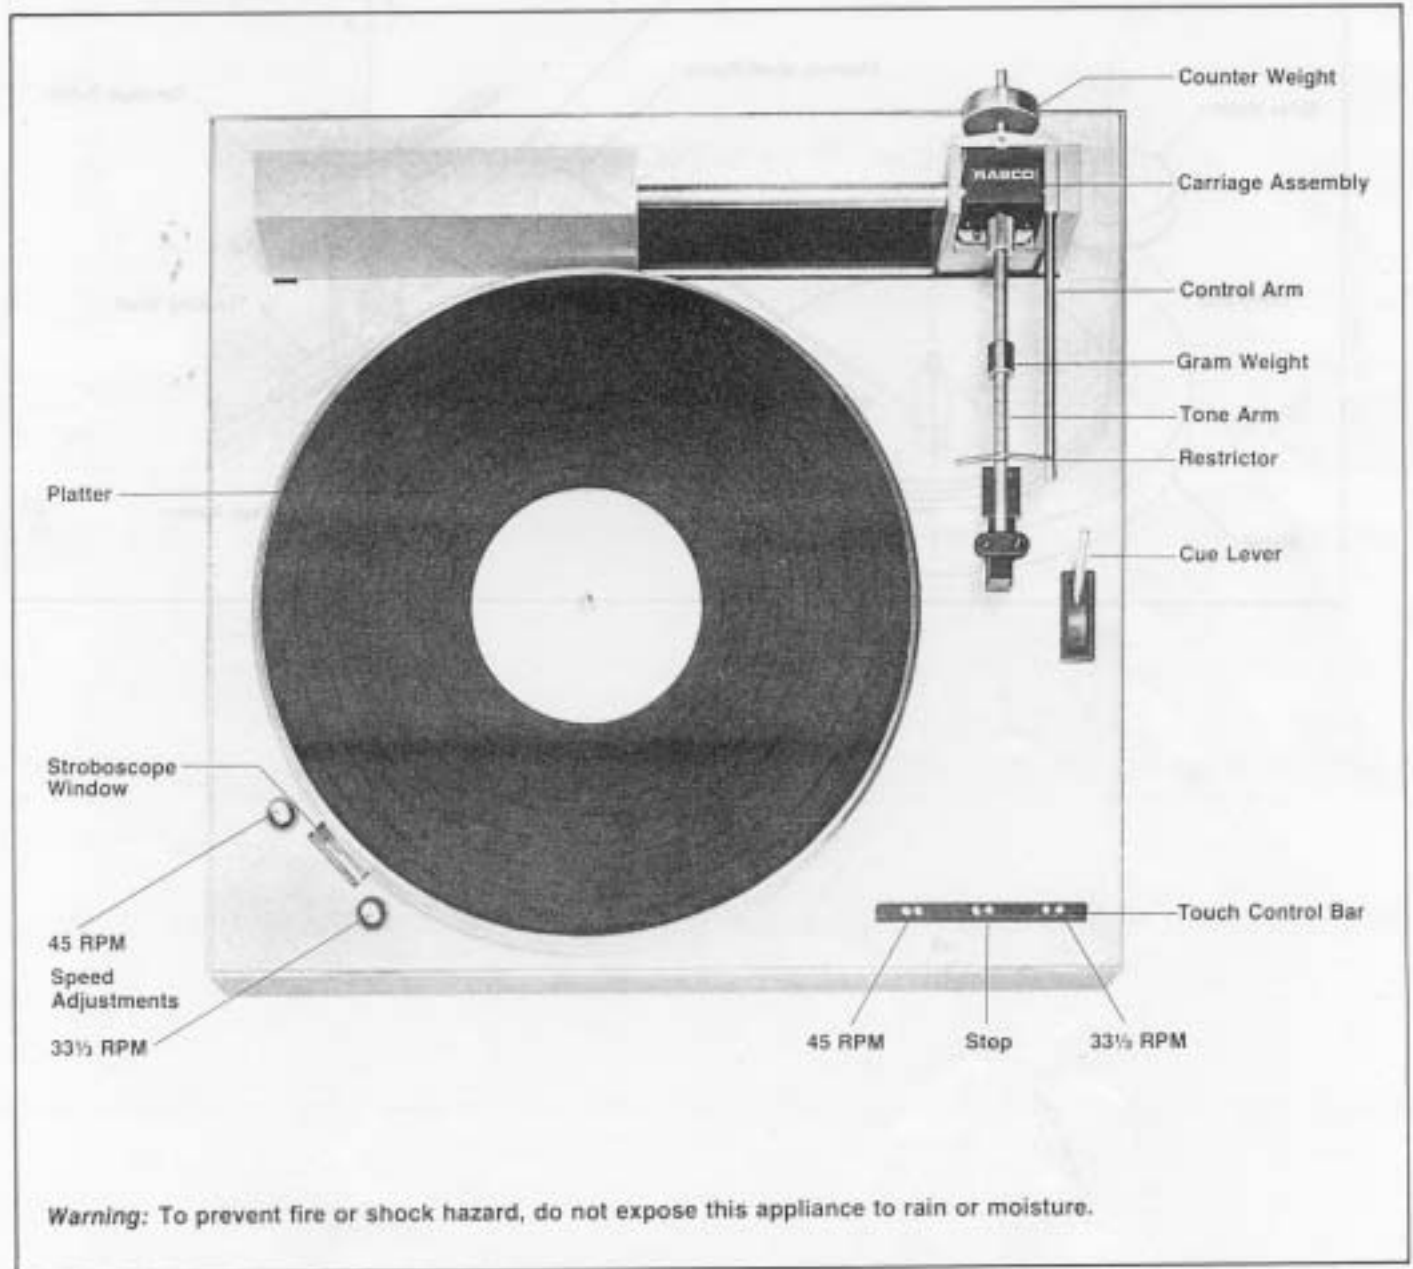 Counter Weight
RABCO
Carriage Assembly
Control Arm
Gram Weight
Tone Arm
Restrictor
Platter
Cue Lever
Stroboscope
Window
45 RPM
Speed
Adjustments
33⅓ RPM
Touch Control Bar
45 RPM Stop 33⅓ RPM
Warning: To prevent fire or shock hazard, do not expose this appliance to rain or moisture.